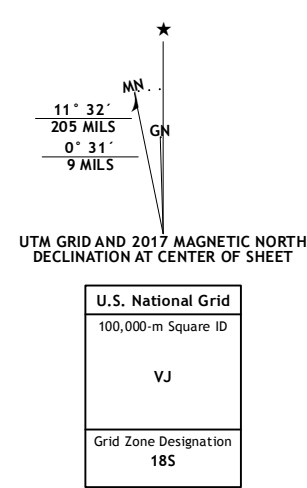 ★
MN
11° 32´
205 MILS
GN
0° 31´
9 MILS
UTM GRID AND 2017 MAGNETIC NORTH
DECLINATION AT CENTER OF SHEET
U.S. National Grid
100,000-m Square ID
VJ
Grid Zone Designation
18S